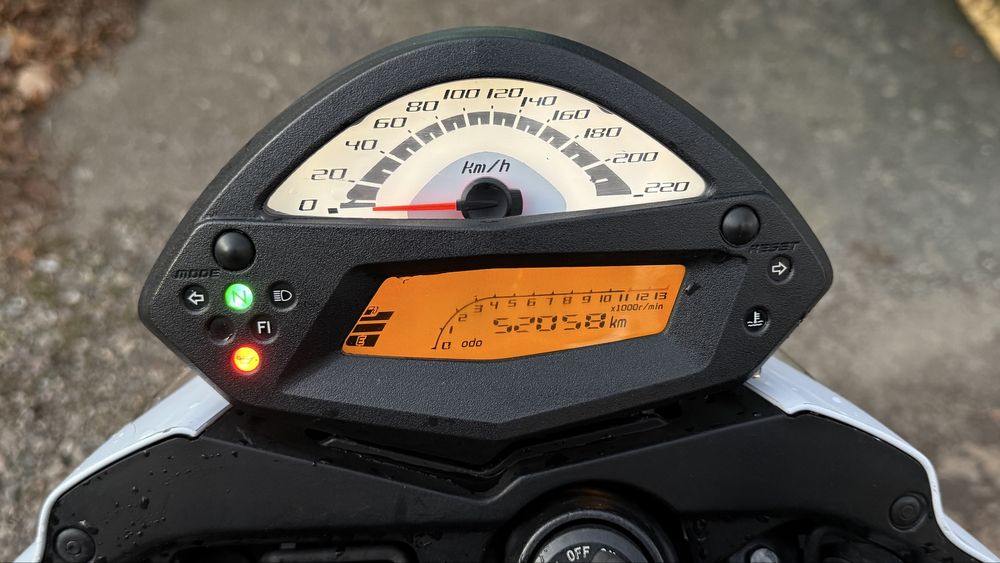 100 120
80 140
60 160
40 180
20 200
0 km/h 220
MODE RESET
N
FI
3 4 5 6 7 8 9 10 11 12 13
2 x1000r/min
1
0 odo 52058 km
E
OFF